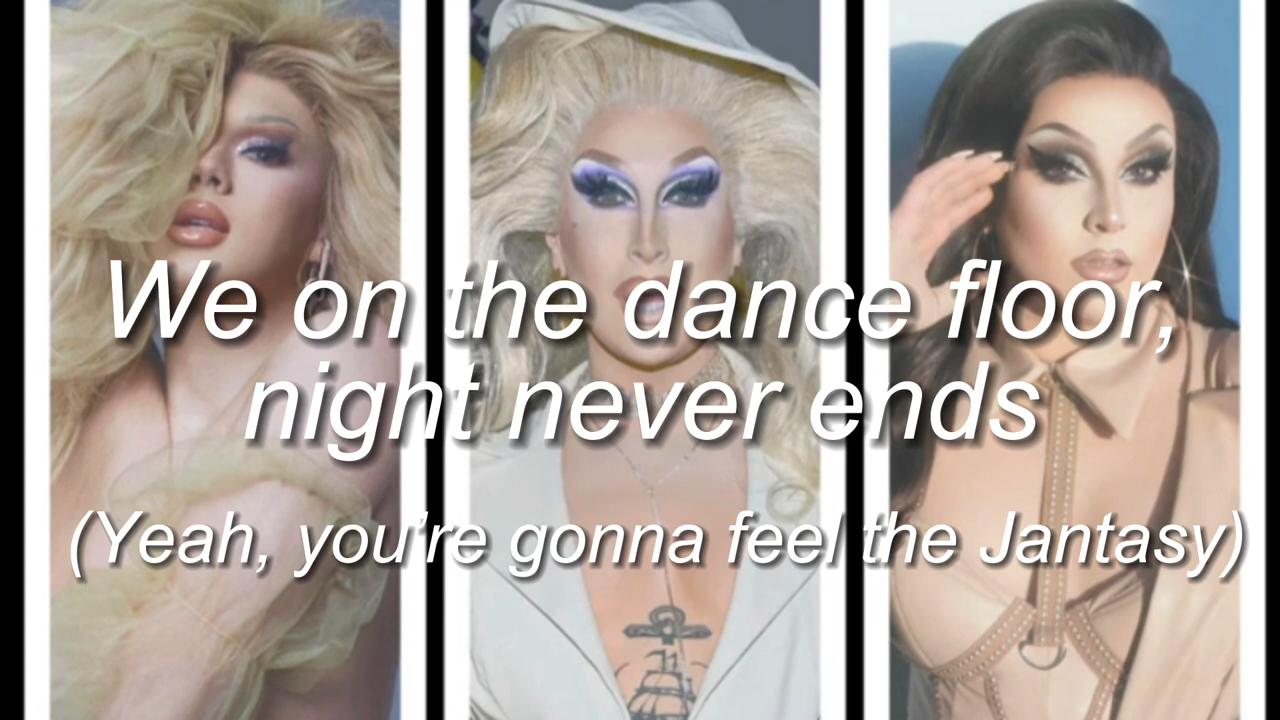 We on the dance floor,
night never ends
(Yeah, you’re gonna feel the Jantasy)